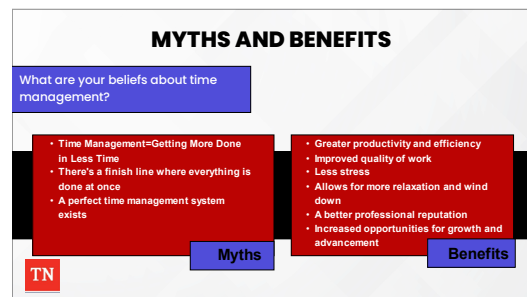 MYTHS AND BENEFITS
What are your beliefs about time
management?
• Time Management=Getting More Done
in Less Time
• There's a finish line where everything is
done at once
• A perfect time management system
exists
Myths
• Greater productivity and efficiency
• Improved quality of work
• Less stress
• Allows for more relaxation and wind
down
• A better professional reputation
• Increased opportunities for growth and
advancement
Benefits
TN